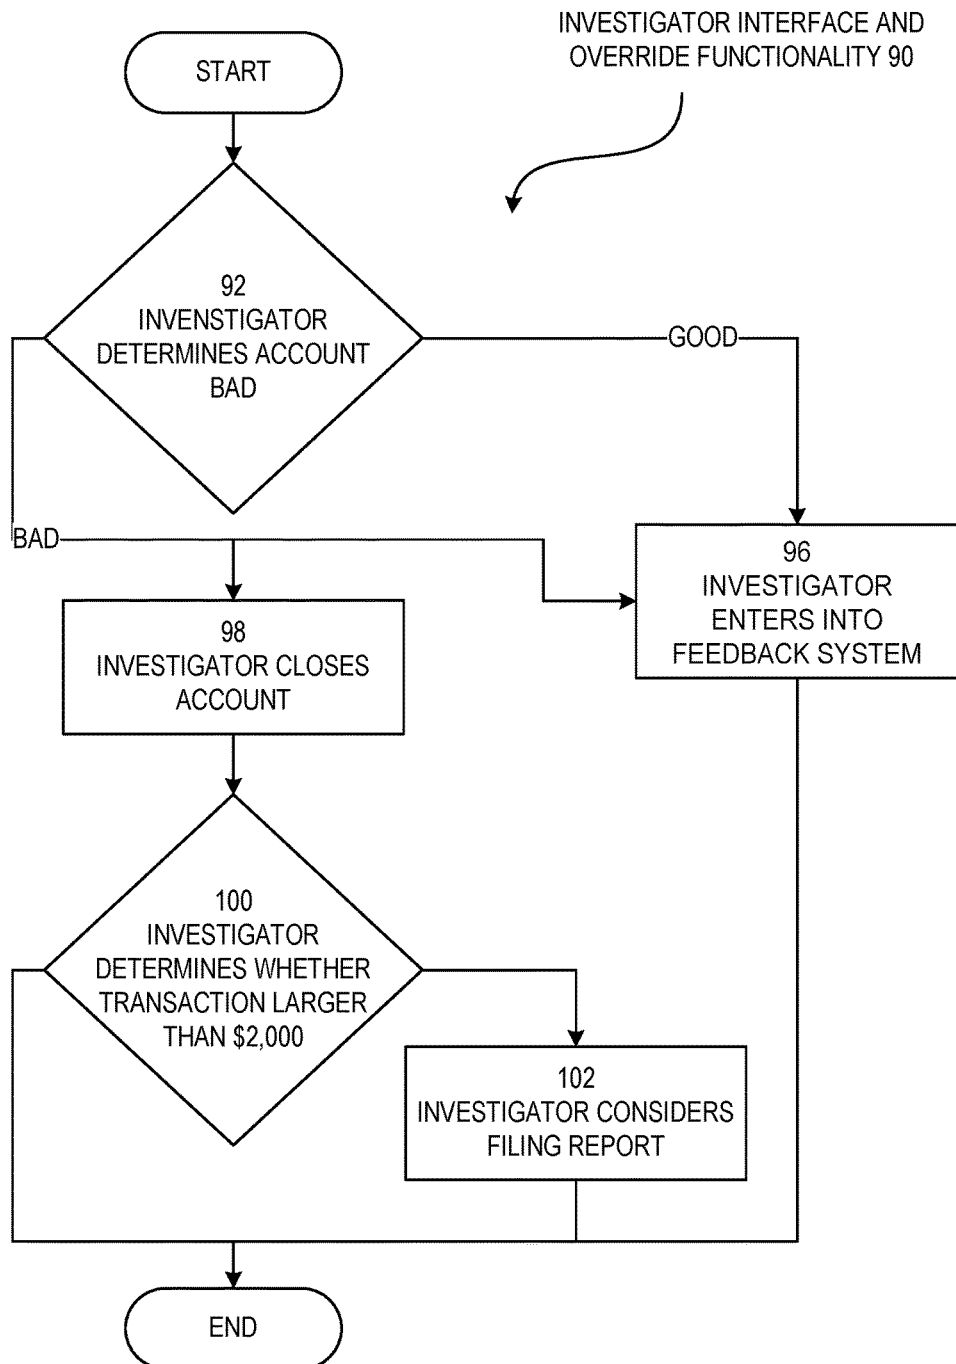 INVESTIGATOR INTERFACE AND
OVERRIDE FUNCTIONALITY 90
START
92
INVENSTIGATOR
DETERMINES ACCOUNT
BAD
GOOD
BAD
96
INVESTIGATOR
ENTERS INTO
FEEDBACK SYSTEM
98
INVESTIGATOR CLOSES
ACCOUNT
100
INVESTIGATOR
DETERMINES WHETHER
TRANSACTION LARGER
THAN $2,000
102
INVESTIGATOR CONSIDERS
FILING REPORT
END